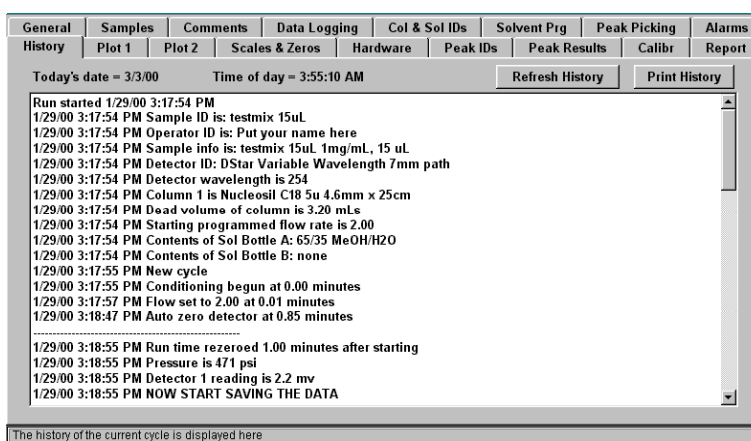 General Samples Comments Data Logging Col & Sol IDs Solvent Prg Peak Picking Alarms
History Plot 1 Plot 2 Scales & Zeros Hardware Peak IDs Peak Results Calibr Report
Today's date = 3/3/00 Time of day = 3:55:10 AM Refresh History Print History
Run started 1/29/00 3:17:54 PM
1/29/00 3:17:54 PM Sample ID is: testmix 15uL
1/29/00 3:17:54 PM Operator ID is: Put your name here
1/29/00 3:17:54 PM Sample info is: testmix 15uL 1mg/mL, 15 uL
1/29/00 3:17:54 PM Detector ID: DStar Variable Wavelength 7mm path
1/29/00 3:17:54 PM Detector wavelength is 254
1/29/00 3:17:54 PM Column 1 is Nucleosil C18 5u 4.6mm x 25cm
1/29/00 3:17:54 PM Dead volume of column is 3.20 mLs
1/29/00 3:17:54 PM Starting programmed flow rate is 2.00
1/29/00 3:17:54 PM Contents of Sol Bottle A: 65/35 MeOH/H2O
1/29/00 3:17:54 PM Contents of Sol Bottle B: none
1/29/00 3:17:55 PM New cycle
1/29/00 3:17:55 PM Conditioning begun at 0.00 minutes
1/29/00 3:17:57 PM Flow set to 2.00 at 0.01 minutes
1/29/00 3:18:47 PM Auto zero detector at 0.85 minutes
-----------------------------------------------------
1/29/00 3:18:55 PM Run time rezeroed 1.00 minutes after starting
1/29/00 3:18:55 PM Pressure is 471 psi
1/29/00 3:18:55 PM Detector 1 reading is 2.2 mv
1/29/00 3:18:55 PM NOW START SAVING THE DATA
The history of the current cycle is displayed here